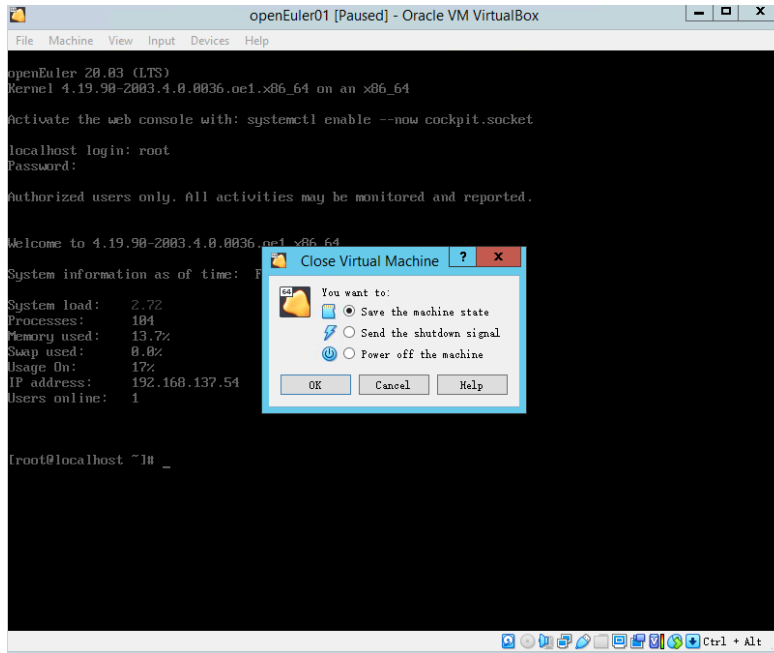 openEuler01 [Paused] - Oracle VM VirtualBox
File Machine View Input Devices Help
openEuler 20.03 (LTS)
Kernel 4.19.90-2003.4.0.0036.oe1.x86_64 on an x86_64
Activate the web console with: systemctl enable --now cockpit.socket
localhost login: root
Password:
Authorized users only. All activities may be monitored and reported.
Welcome to 4.19.90-2003.4.0.0036.oe1.x86_64
System information as of time: F
System load: 2.72
Processes: 104
Memory used: 13.7%
Swap used: 0.0%
Usage On: 17%
IP address: 192.168.137.54
Users online: 1
[root@localhost ~]# _
Close Virtual Machine ? x
64
You want to:
Save the machine state
Send the shutdown signal
Power off the machine
OK Cancel Help
Ctrl + Alt